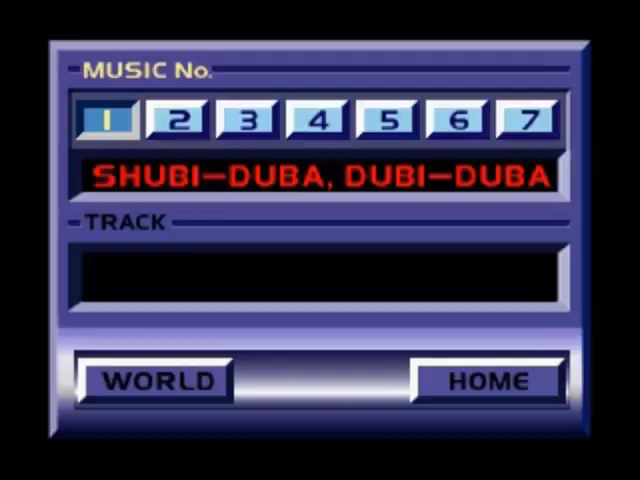 MUSIC No.
1 2 3 4 5 6 7
SHUBI-DUBA, DUBI-DUBA
TRACK
WORLD HOME